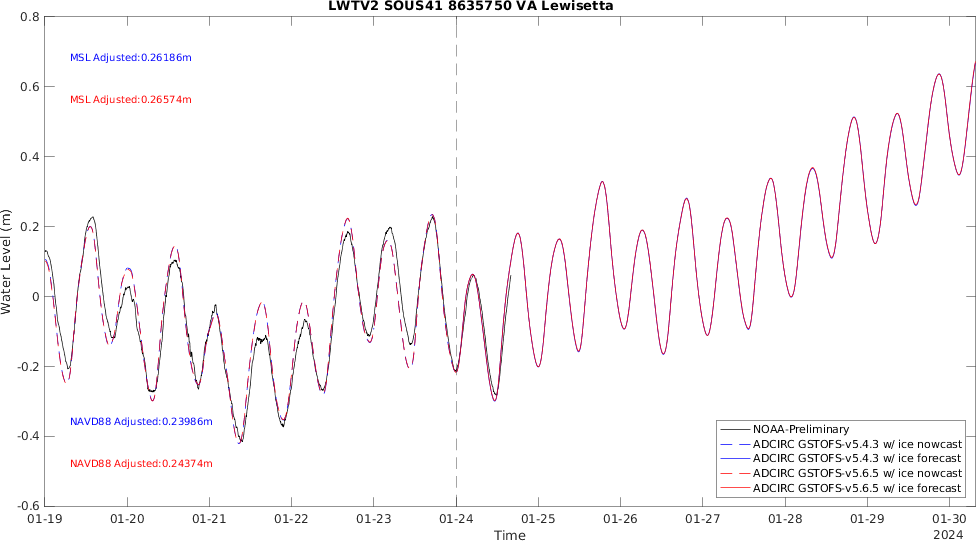 LWTV2 SOUS41 8635750 VA Lewisetta
0.8
0.6
0.4
0.2
0
-0.2
-0.4
-0.6
Water Level (m)
MSL Adjusted:0.26186m
MSL Adjusted:0.26574m
NAVD88 Adjusted:0.23986m
NAVD88 Adjusted:0.24374m
NOAA-Preliminary
ADCIRC GSTOFS-v5.4.3 w/ ice nowcast
ADCIRC GSTOFS-v5.4.3 w/ ice forecast
ADCIRC GSTOFS-v5.6.5 w/ ice nowcast
ADCIRC GSTOFS-v5.6.5 w/ ice forecast
01-19 01-20 01-21 01-22 01-23 01-24 01-25 01-26 01-27 01-28 01-29 01-30
Time
2024